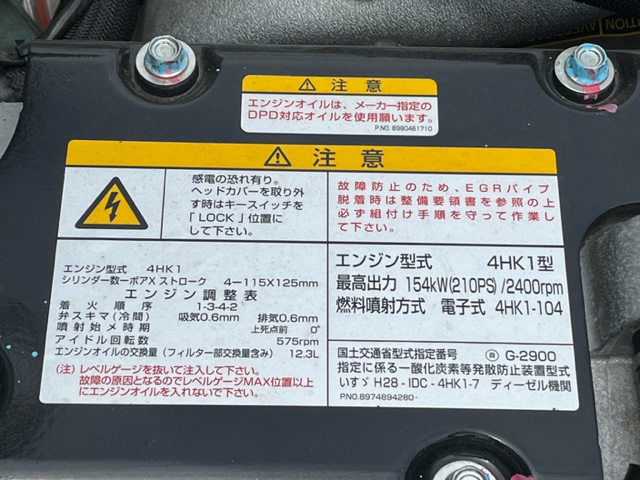 CAUTION
AVERTISS
⚠ 注意
エンジンオイルは、メーカー指定の
DPD対応オイルを使用願います。
P.NO. 8980461710
⚠ 注意
感電の恐れ有り。
ヘッドカバーを取り外
す時はキースイッチを
「LOCK」位置に
して下さい。
故障防止のため、EGRパイプ
脱着時は整備要領書を参照の上
必ず組付け手順を守って作業し
て下さい。
エンジン型式 4HK1
シリンダー数ーボアXストローク 4ー115X125mm
エンジン調整表
着火順序 1-3-4-2
弁スキマ(冷間) 吸気0.6mm 排気0.6mm
噴射始メ時期 上死点前 0°
アイドル回転数 575rpm
エンジンオイルの交換量(フィルター部交換量含み) 12.3L
(注)レベルゲージを抜いて注入して下さい。
故障の原因となるのでレベルゲージMAX位置以上
にエンジンオイルを入れないで下さい。
エンジン型式 4HK1型
最高出力 154kW(210PS)/2400rpm
燃料噴射方式 電子式 4HK1-104
国土交通省型式指定番号 ⓐ G-2900
指定に係る一酸化炭素等発散防止装置型式
いすゞ H28-IDC-4HK1-7 ディーゼル機関
P.NO.8974894280-